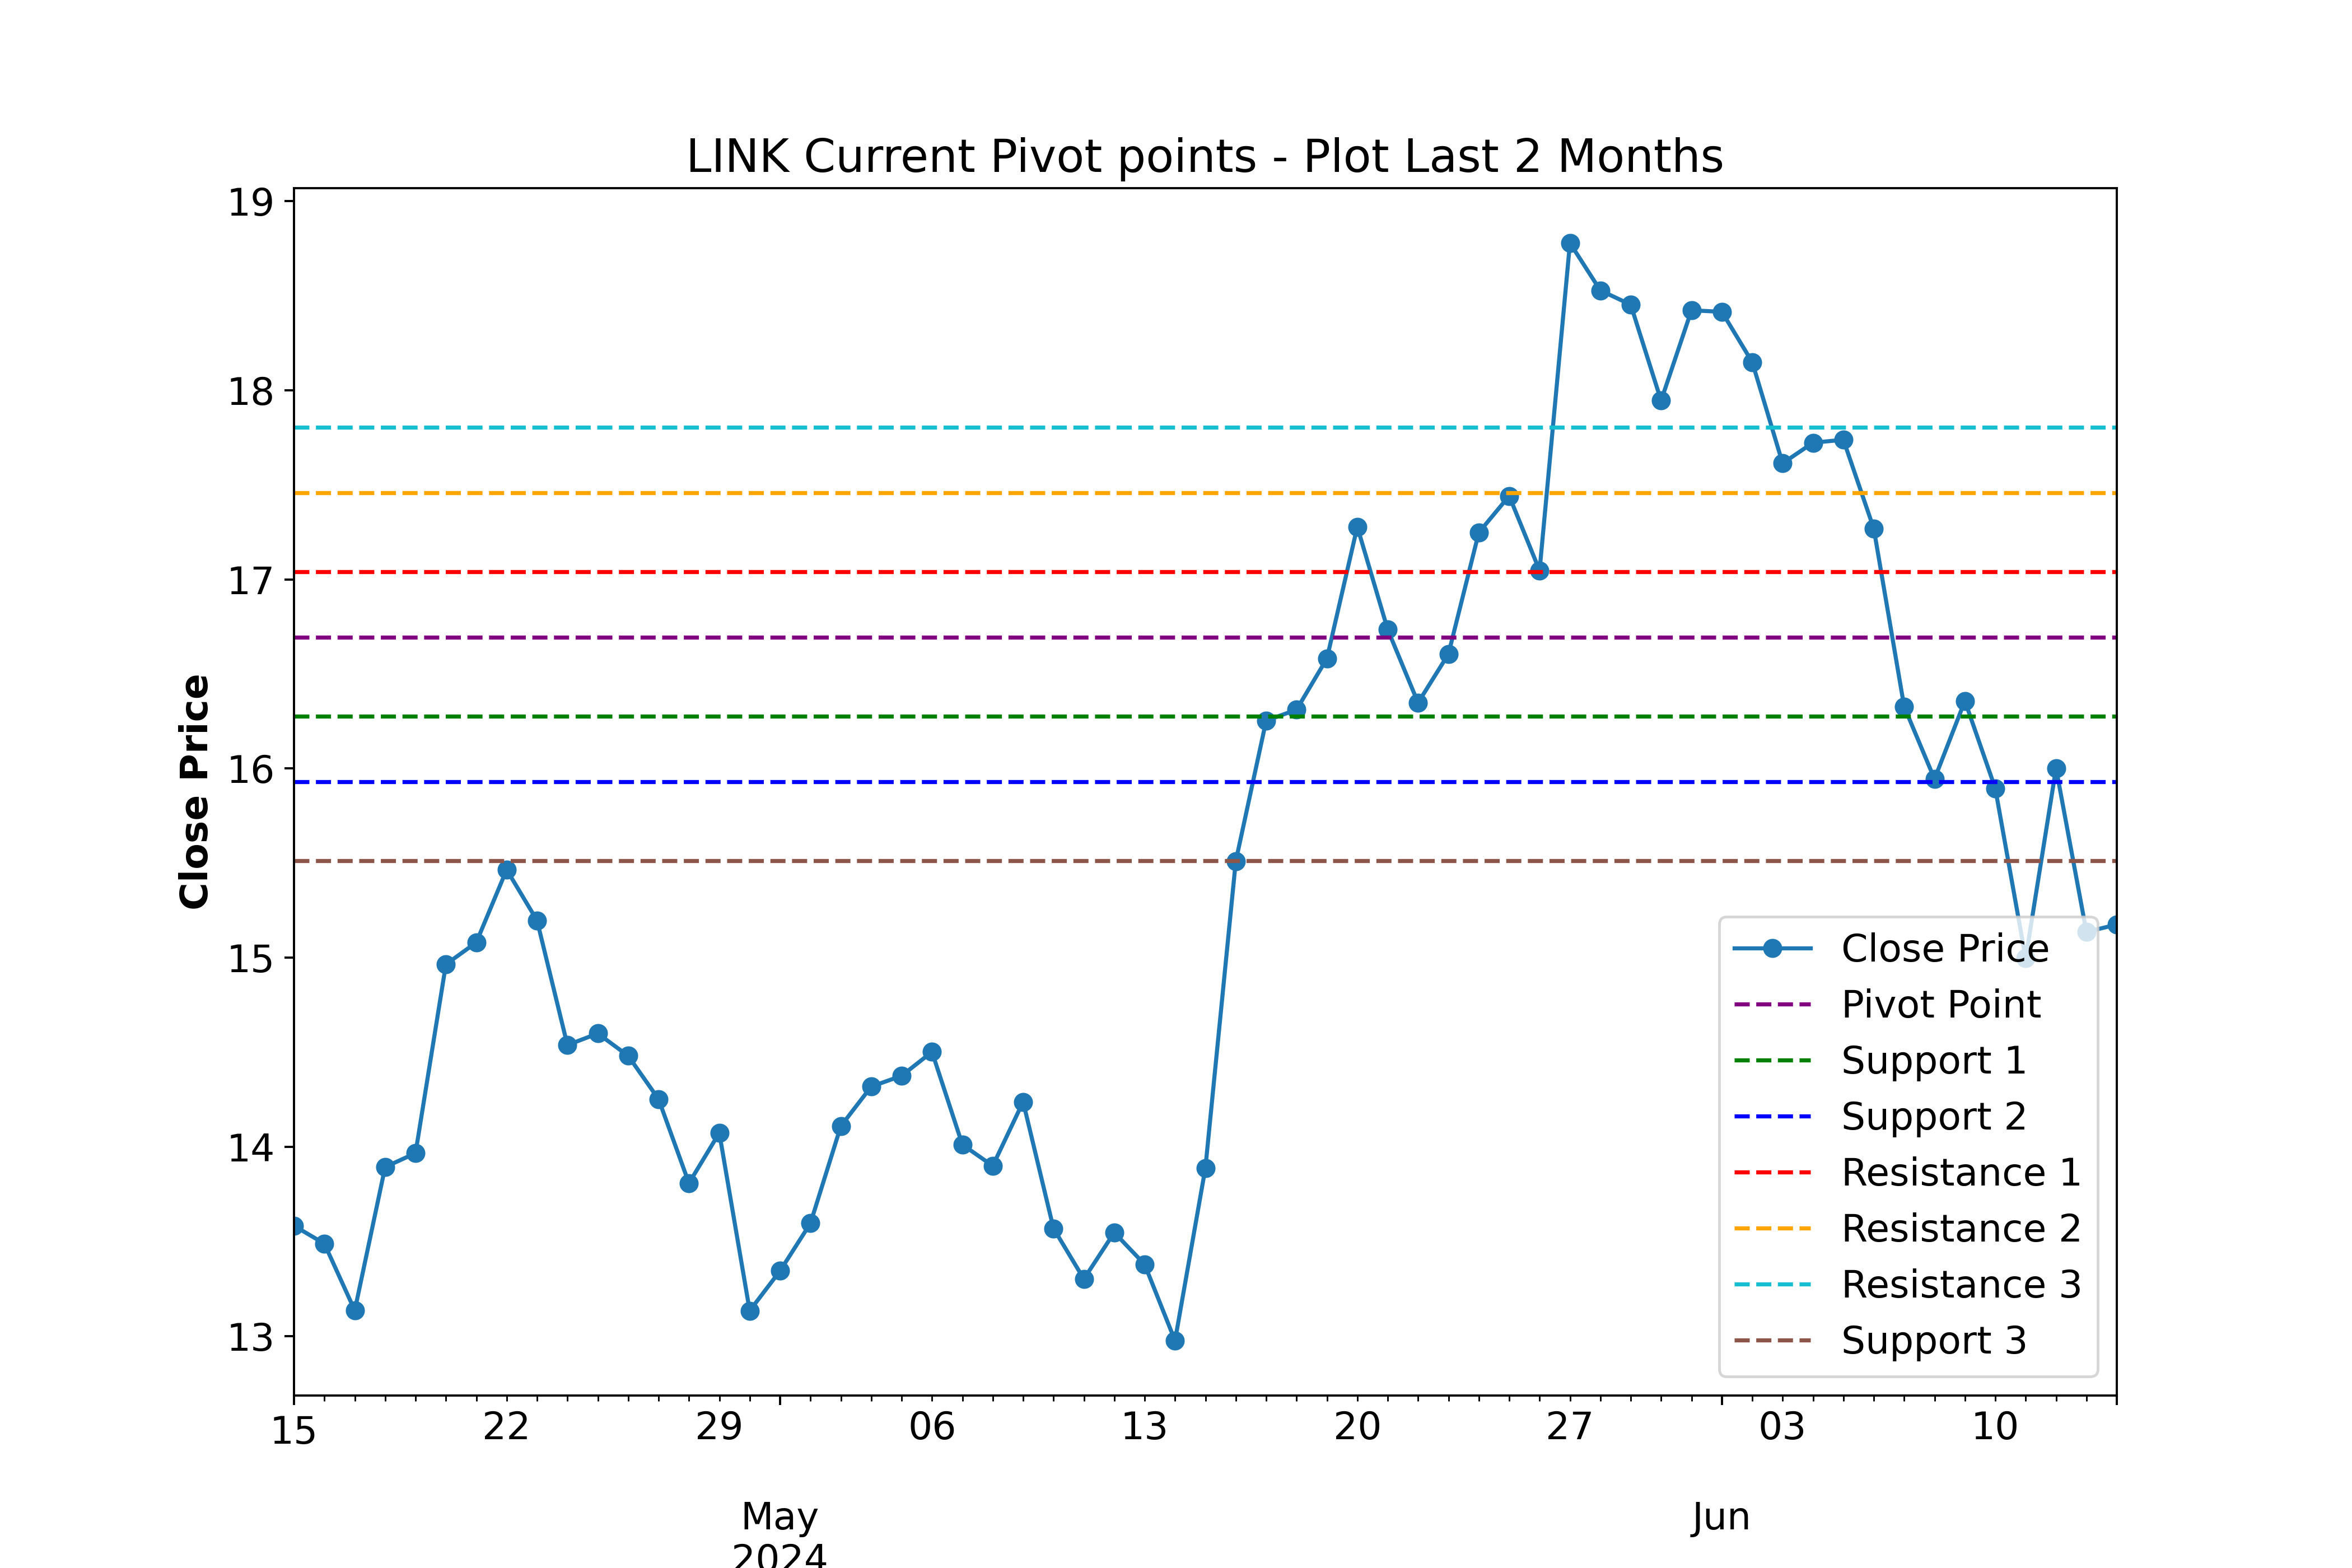 LINK Current Pivot points - Plot Last 2 Months
19
18
17
16
15
14
13
Close Price
Close Price
Pivot Point
Support 1
Support 2
Resistance 1
Resistance 2
Resistance 3
Support 3
15 22 29 06 13 20 27 03 10
May Jun
2024